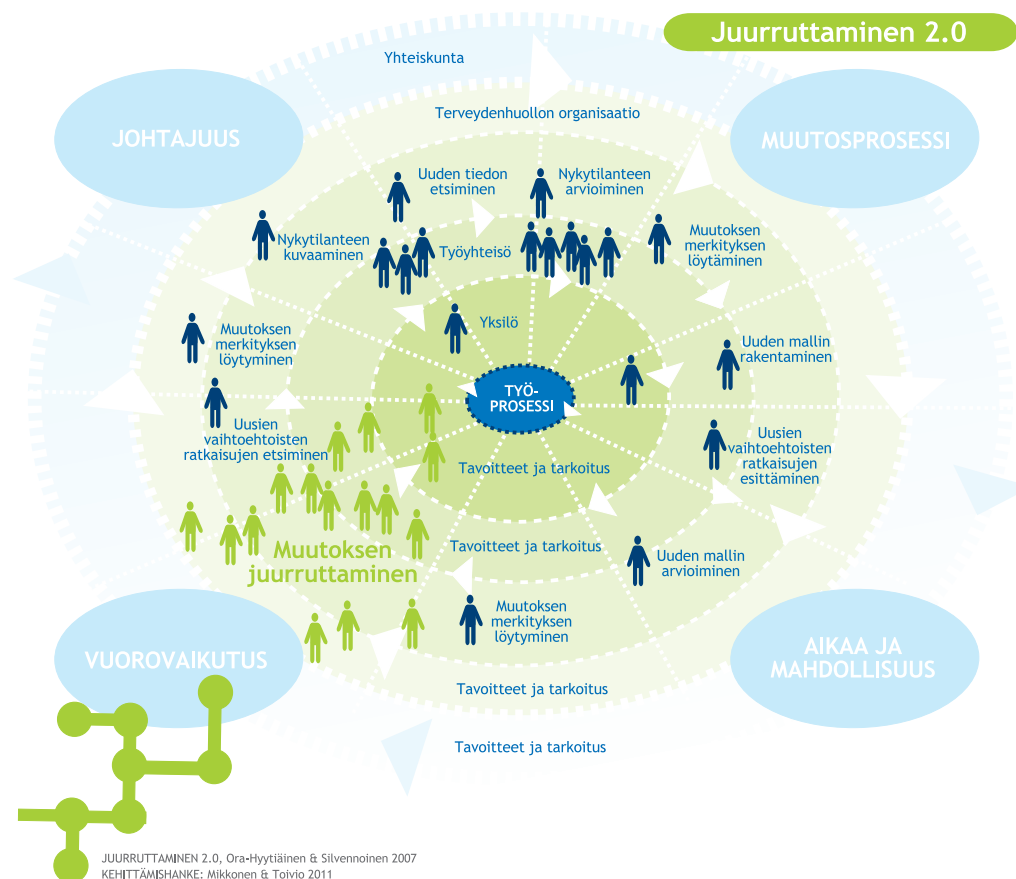 Juurruttaminen 2.0
Yhteiskunta
Terveydenhuollon organisaatio
JOHTAJUUS
MUUTOSPROSESSI
Uuden tiedon
etsiminen
Nykytilanteen
arvioiminen
Nykytilanteen
kuvaaminen
Työyhteisö
Muutoksen
merkityksen
löytäminen
Yksilö
Muutoksen
merkityksen
löytyminen
Uuden mallin
rakentaminen
TYÖ-
PROSESSI
Uusien
vaihtoehtoisten
ratkaisujen etsiminen
Uusien
vaihtoehtoisten
ratkaisujen
esittäminen
Tavoitteet ja tarkoitus
Tavoitteet ja tarkoitus
Muutoksen
juurruttaminen
Uuden mallin
arvioiminen
Muutoksen
merkityksen
löytyminen
VUOROVAIKUTUS
AIKAA JA
MAHDOLLISUUS
Tavoitteet ja tarkoitus
Tavoitteet ja tarkoitus
JUURRUTTAMINEN 2.0, Ora-Hyytiäinen & Silvennoinen 2007
KEHITTÄMISHANKE: Mikkonen & Toivio 2011